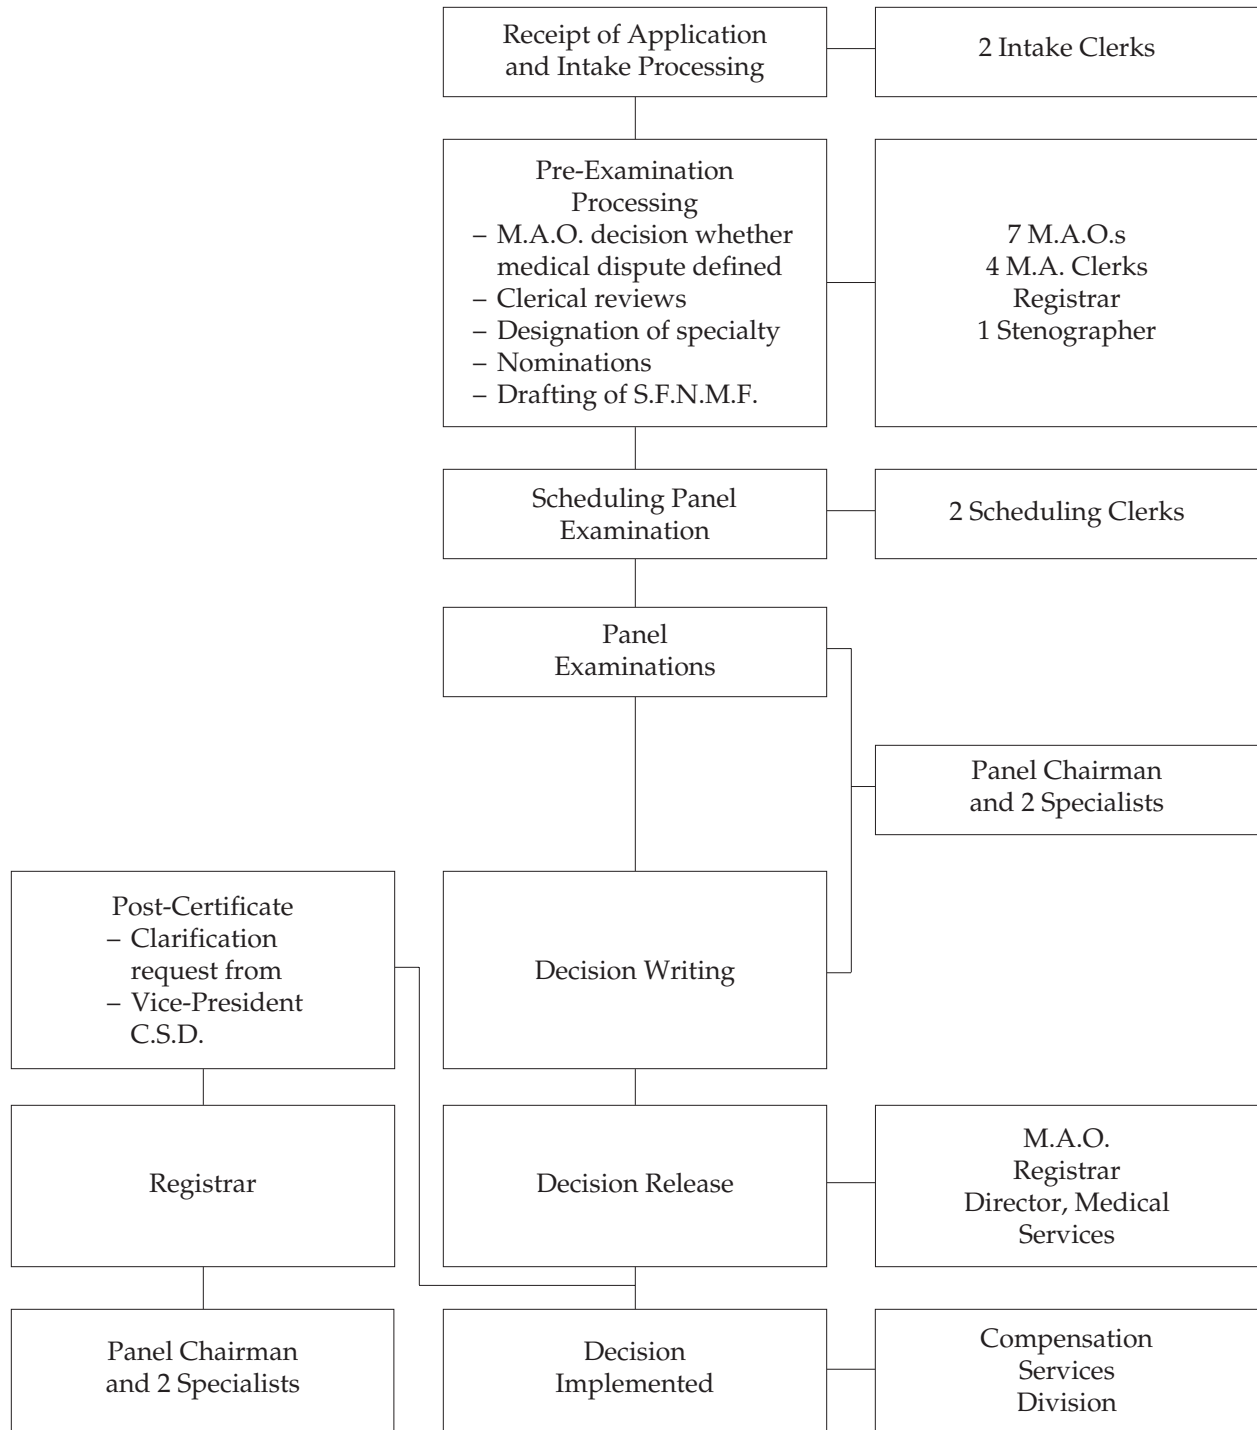 Receipt of Application
and Intake Processing
2 Intake Clerks
Pre-Examination
Processing
– M.A.O. decision whether
medical dispute defined
– Clerical reviews
– Designation of specialty
– Nominations
– Drafting of S.F.N.M.F.
7 M.A.O.s
4 M.A. Clerks
Registrar
1 Stenographer
Scheduling Panel
Examination
2 Scheduling Clerks
Panel
Examinations
Panel Chairman
and 2 Specialists
Post-Certificate
– Clarification
request from
– Vice-President
C.S.D.
Decision Writing
Registrar
Decision Release
M.A.O.
Registrar
Director, Medical
Services
Panel Chairman
and 2 Specialists
Decision
Implemented
Compensation
Services
Division